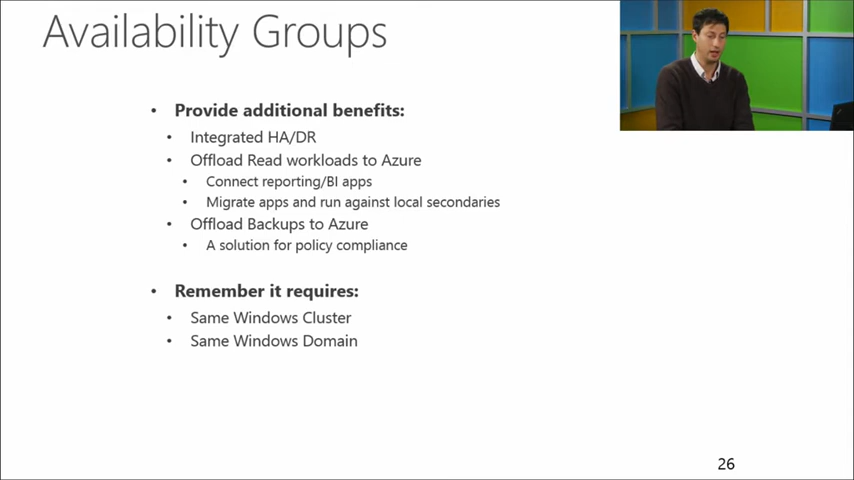 Availability Groups
• Provide additional benefits:
• Integrated HA/DR
• Offload Read workloads to Azure
• Connect reporting/BI apps
• Migrate apps and run against local secondaries
• Offload Backups to Azure
• A solution for policy compliance
• Remember it requires:
• Same Windows Cluster
• Same Windows Domain
26